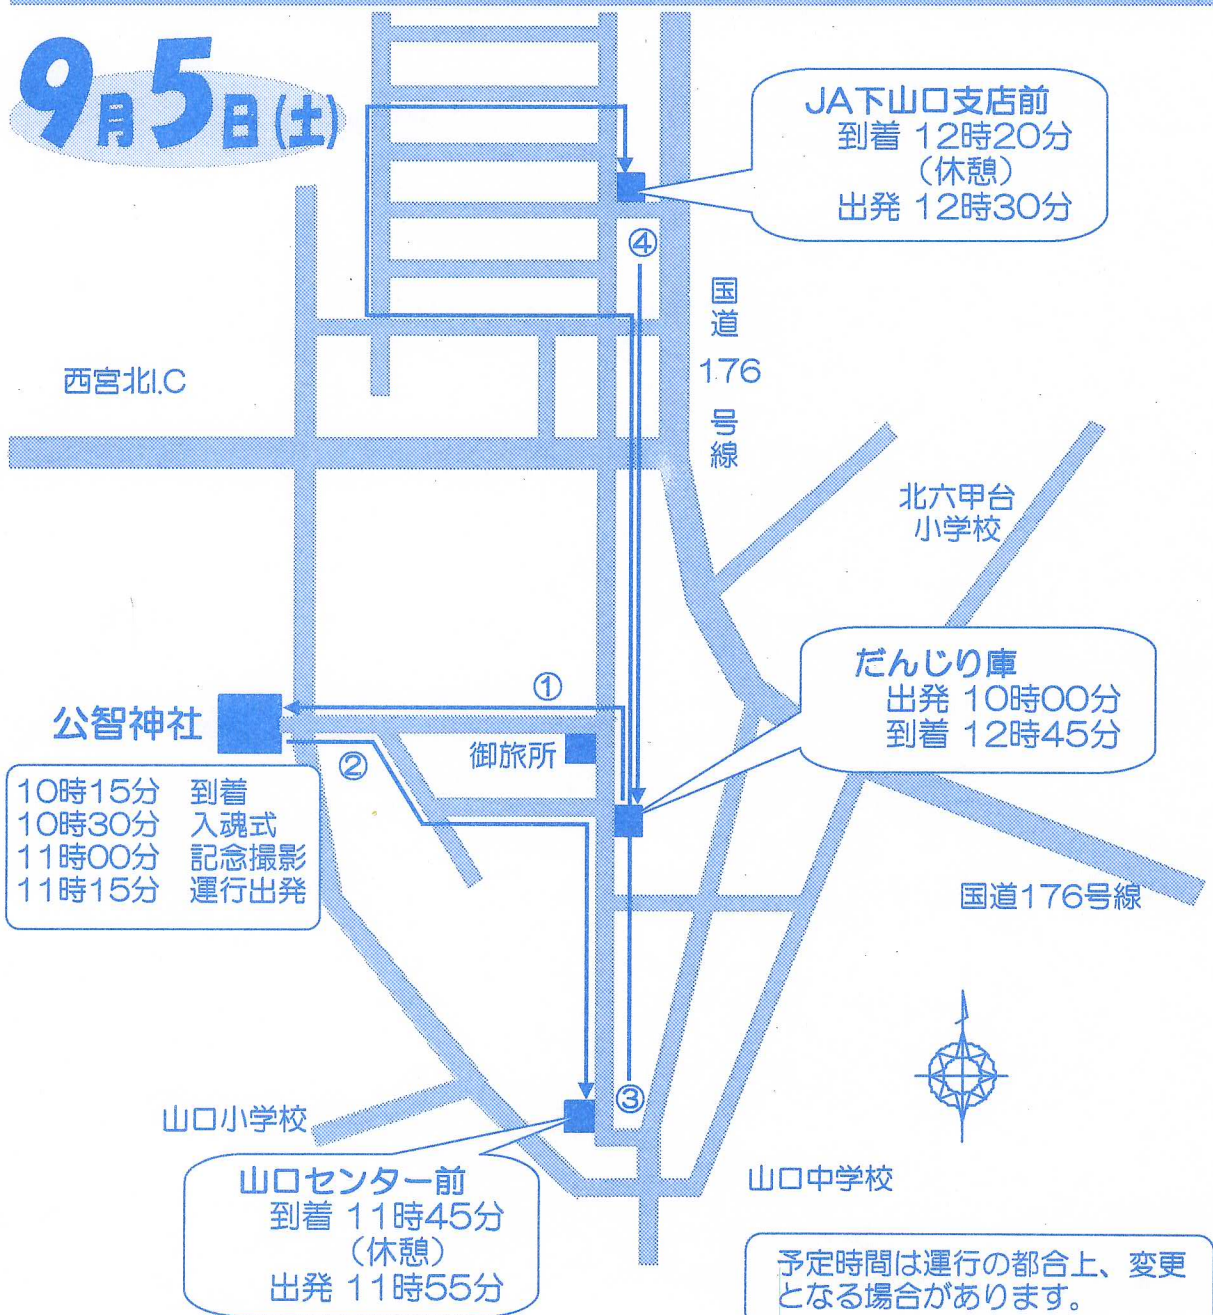 9月5日(土)
JA下山口支店前
到着 12時20分
（休憩）
出発 12時30分
④
国道176号線
西宮北I.C
北六甲台
小学校
だんじり庫
出発 10時00分
到着 12時45分
①
公智神社
御旅所
②
10時15分 到着
10時30分 入魂式
11時00分 記念撮影
11時15分 運行出発
国道176号線
③
山口小学校
山口センター前
到着 11時45分
（休憩）
出発 11時55分
山口中学校
予定時間は運行の都合上、変更
となる場合があります。